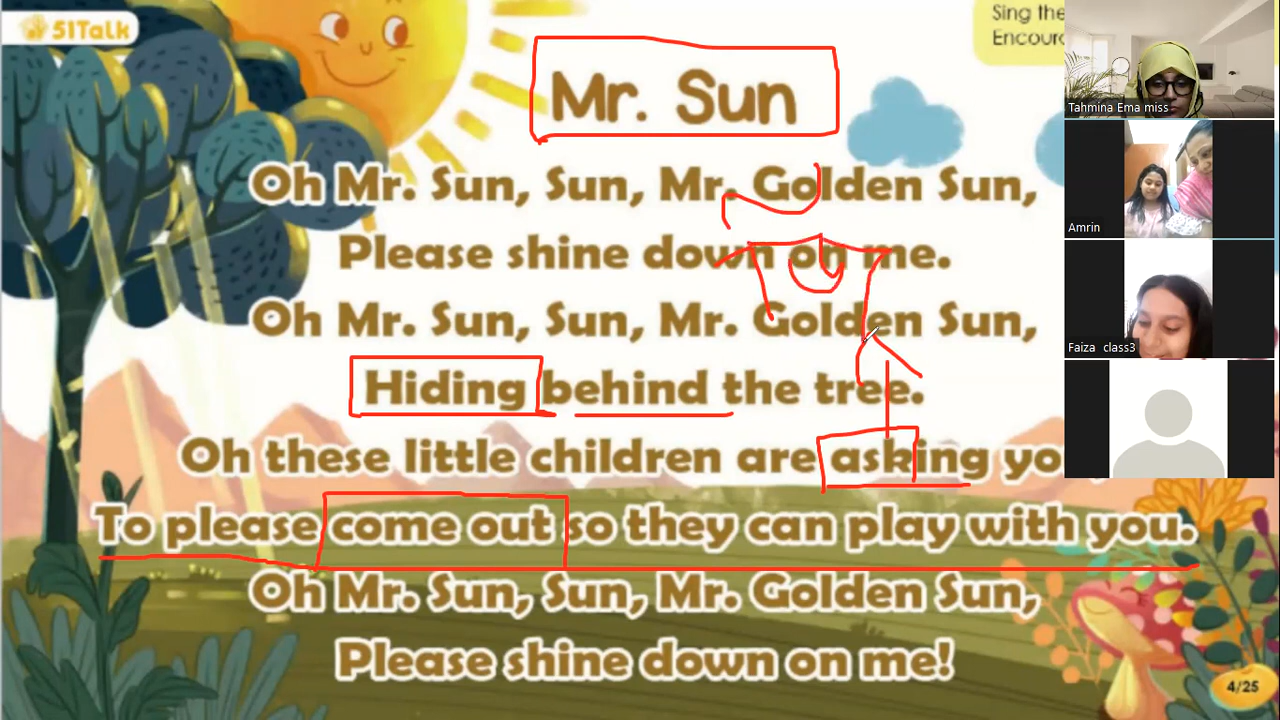 51Talk
Sing the
Encour
Mr. Sun
Oh Mr. Sun, Sun, Mr. Golden Sun,
Please shine down on me.
Oh Mr. Sun, Sun, Mr. Golden Sun,
Hiding behind the tree.
Oh these little children are asking yo
To please come out so they can play with you.
Oh Mr. Sun, Sun, Mr. Golden Sun,
Please shine down on me!
4/25
Tahmina Ema miss
Amrin
Faiza class3